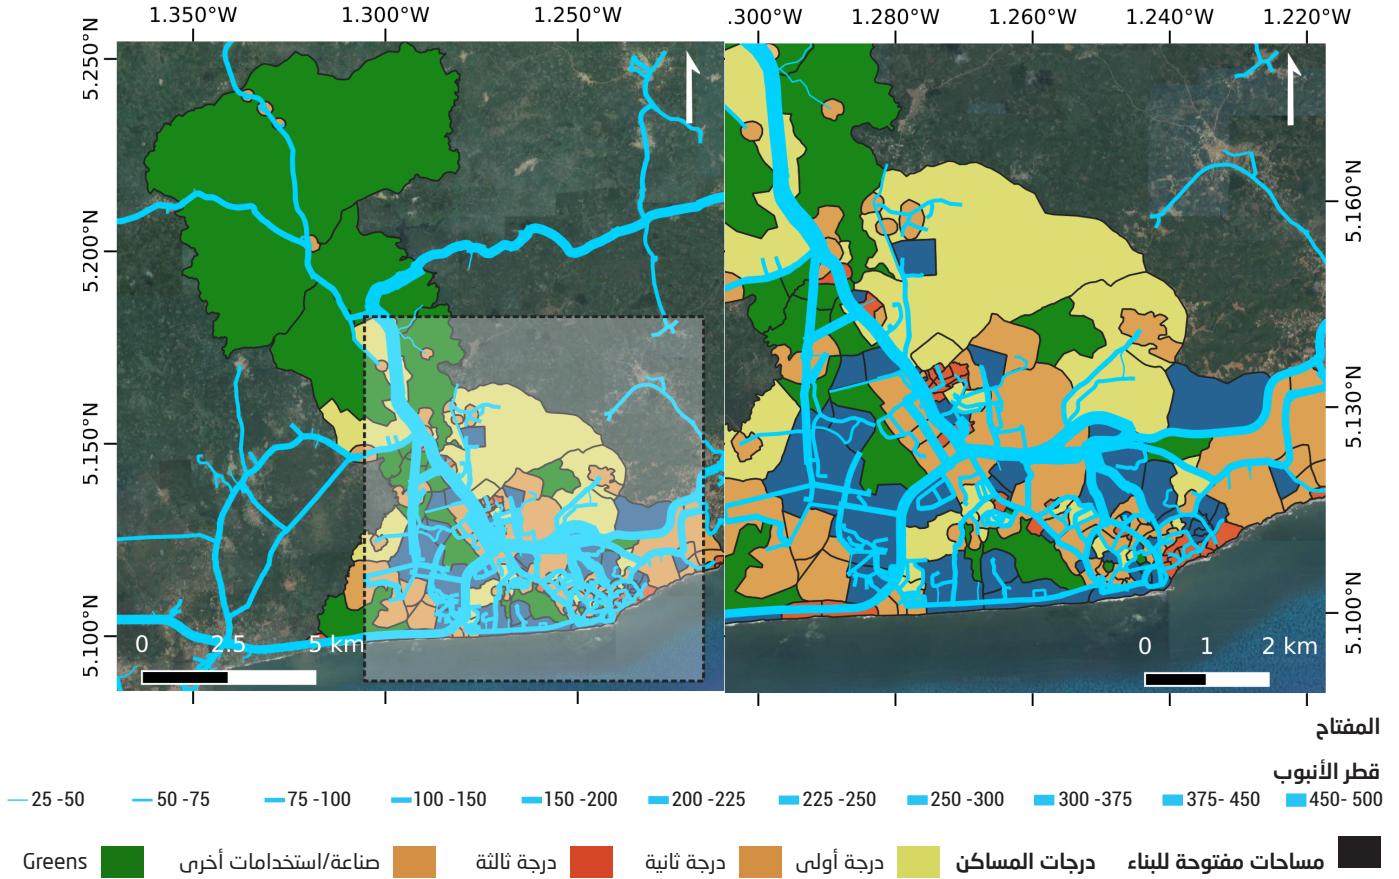 1.350°W 1.300°W 1.250°W
.300°W 1.280°W 1.260°W 1.240°W 1.220°W
5.250°N
5.200°N
5.150°N
5.100°N
5.160°N
5.130°N
5.100°N
0 2.5 5 km
0 1 2 km
المفتاح
قطر الأنبوب
25 -50 50 -75 75 -100 100 -150 150 -200 200 -225 225 -250 250 -300 300 -375 375- 450 450- 500
مساحات مفتوحة للبناء درجات المساكن درجة أولى درجة ثانية درجة ثالثة صناعة/استخدامات أخرى Greens